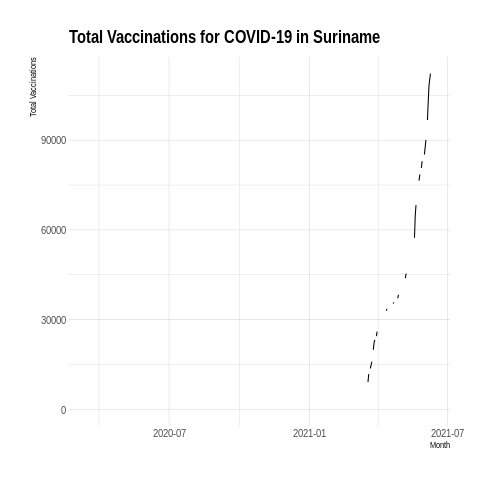 Total Vaccinations for COVID-19 in Suriname
Total Vaccinations
90000
60000
30000
0
2020-07 2021-01 2021-07
Month